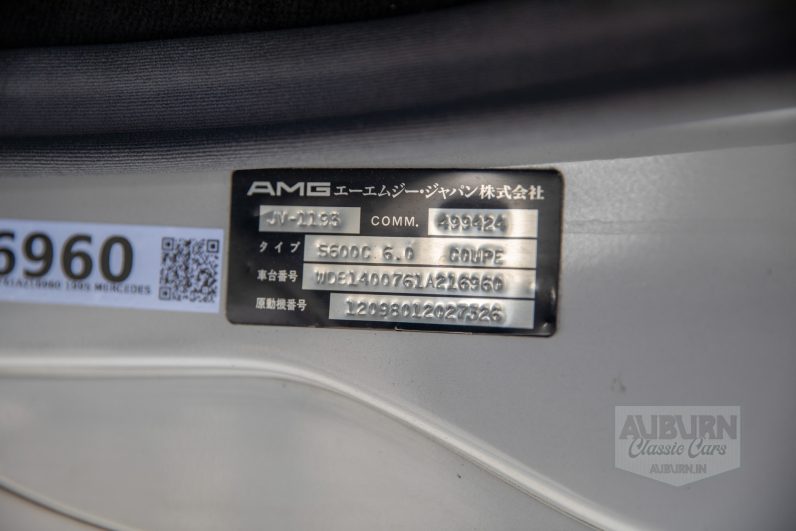 AMG エーエムジー・ジャパン株式会社
JV-1193 COMM. 499424
タイプ S600C 6.0 COUPE
車台番号 WDB1400761A216960
原動機番号 12098012027326
6960
1995 MERCEDES
AUBURN
Classic Cars
AUBURN.IN